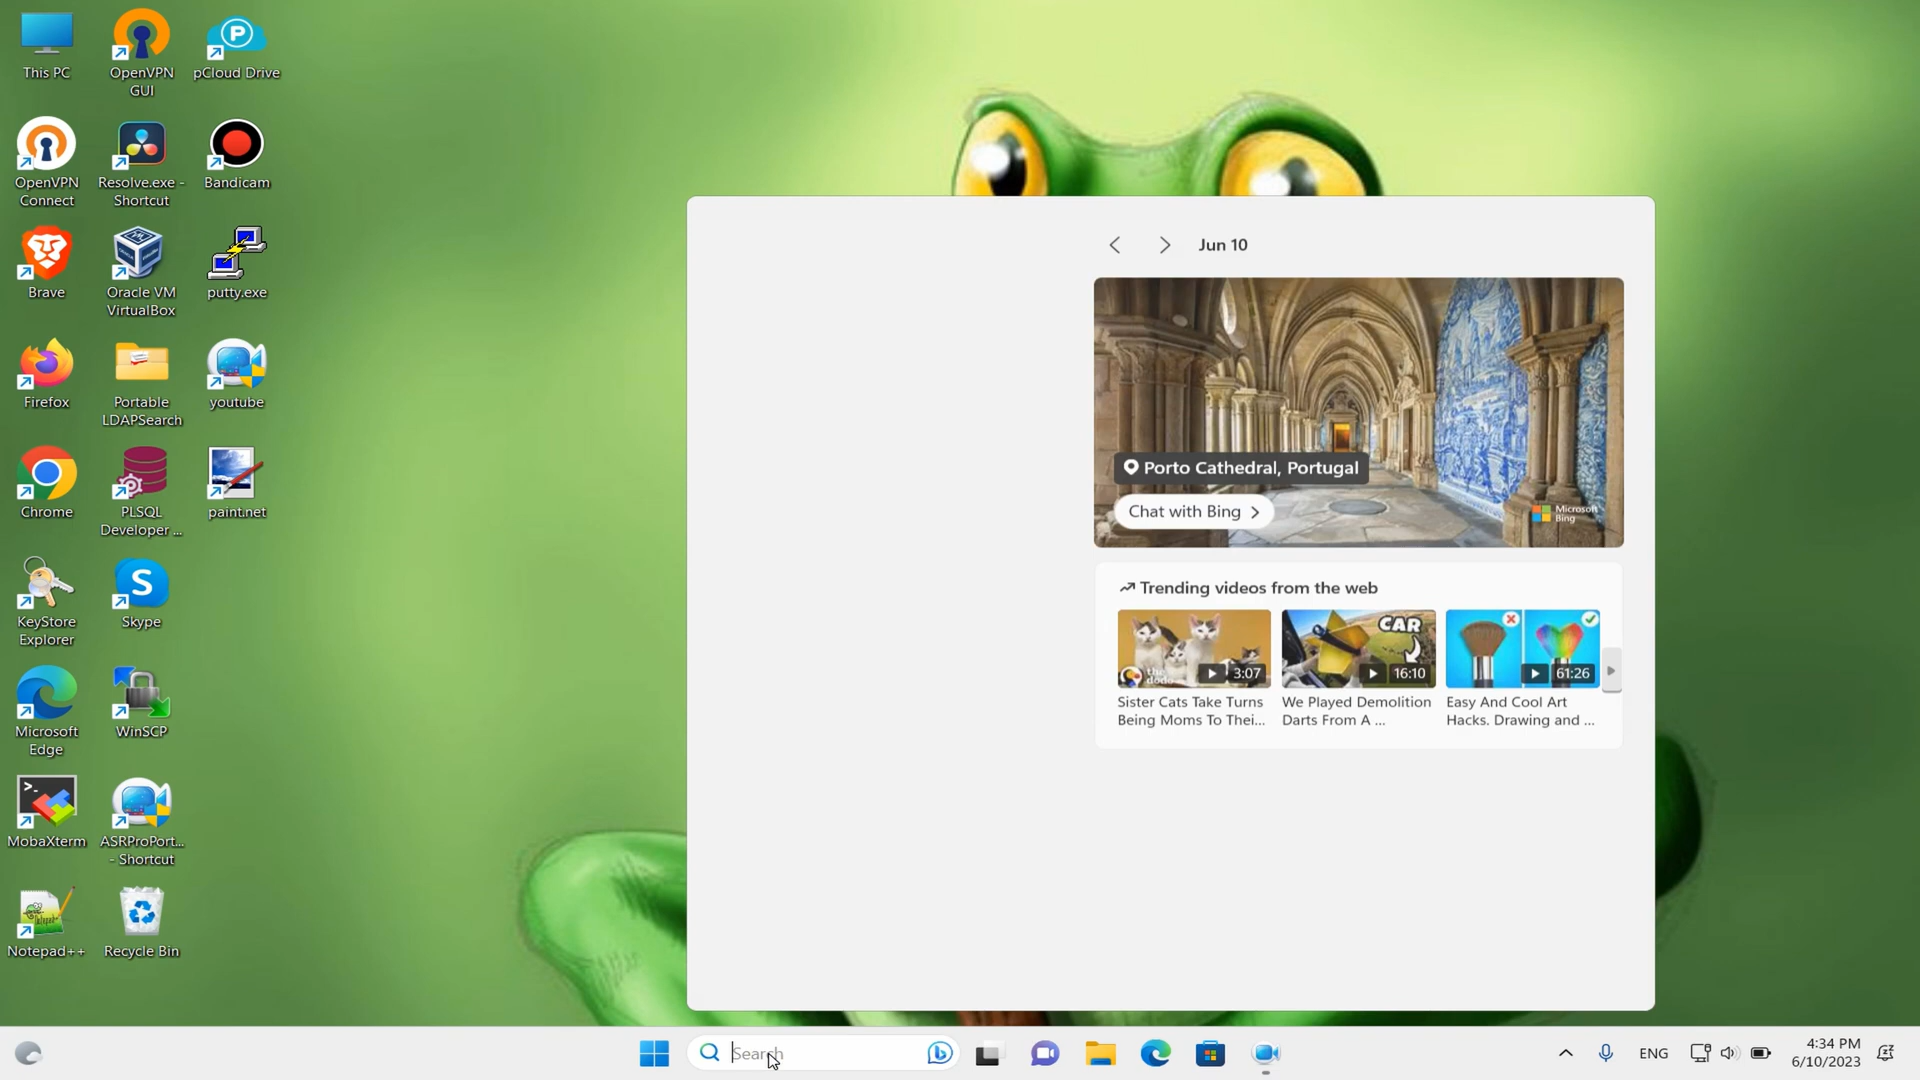 This PC
OpenVPN
GUI
pCloud Drive
OpenVPN
Connect
Resolve.exe -
Shortcut
Bandicam
Brave
Oracle VM
VirtualBox
putty.exe
Firefox
Portable
LDAPSearch
youtube
Chrome
PLSQL
Developer ...
paint.net
KeyStore
Explorer
Skype
Microsoft
Edge
WinSCP
MobaXterm
ASRProPort...
- Shortcut
Notepad++
Recycle Bin
Jun 10
Porto Cathedral, Portugal
Chat with Bing
Microsoft
Bing
Trending videos from the web
the
dodo
3:07
CAR
16:10
61:26
Sister Cats Take Turns
Being Moms To Thei...
We Played Demolition
Darts From A ...
Easy And Cool Art
Hacks. Drawing and ...
Search
ENG
4:34 PM
6/10/2023